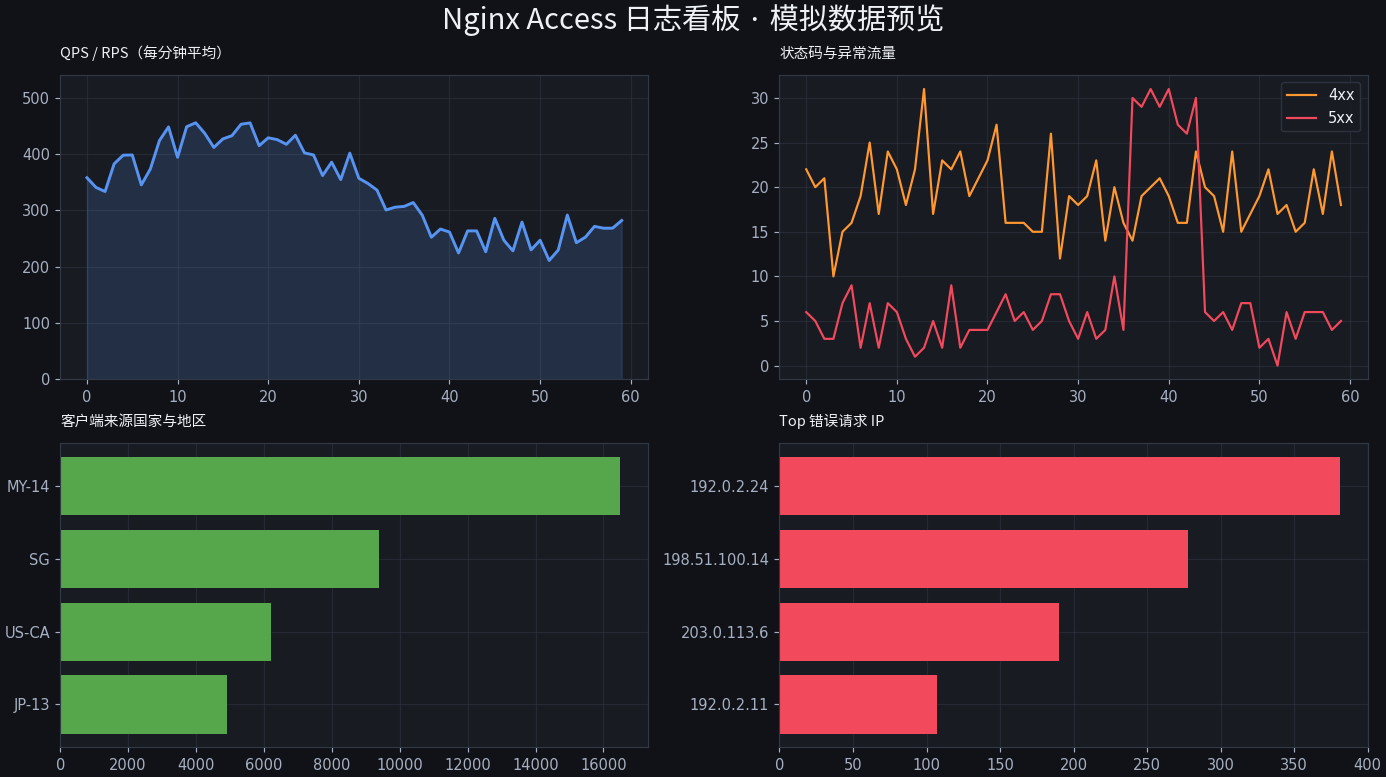 Nginx Access 日志看板 · 模拟数据预览
QPS / RPS（每分钟平均）
500
400
300
200
100
0
0 10 20 30 40 50 60
状态码与异常流量
4xx
5xx
30
25
20
15
10
5
0
0 10 20 30 40 50 60
客户端来源国家与地区
MY-14
SG
US-CA
JP-13
0 2000 4000 6000 8000 10000 12000 14000 16000
Top 错误请求 IP
192.0.2.24
198.51.100.14
203.0.113.6
192.0.2.11
0 50 100 150 200 250 300 350 400